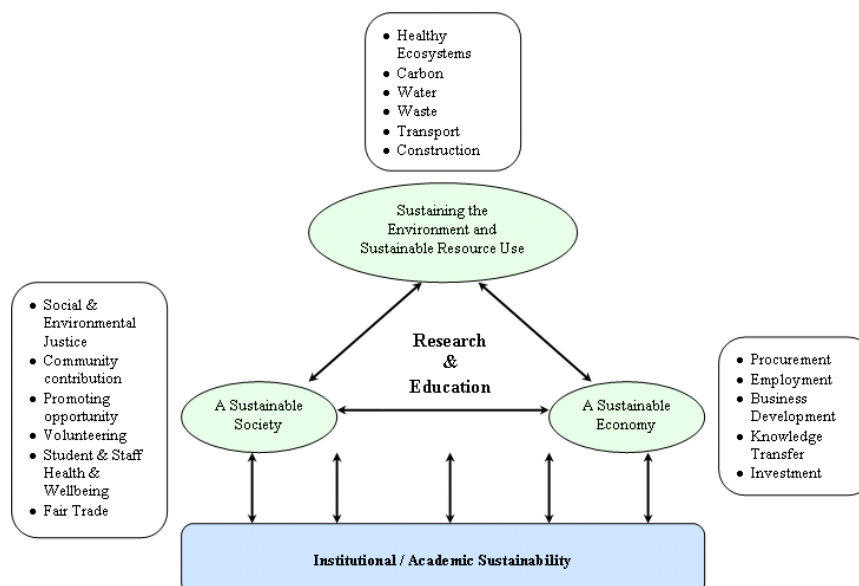 • Healthy
Ecosystems
• Carbon
• Water
• Waste
• Transport
• Construction
Sustaining the
Environment and
Sustainable Resource Use
• Social &
Environmental
Justice
• Community
contribution
• Promoting
opportunity
• Volunteering
• Student & Staff
Health &
Wellbeing
• Fair Trade
Research
&
Education
A Sustainable
Society
A Sustainable
Economy
• Procurement
• Employment
• Business
Development
• Knowledge
Transfer
• Investment
Institutional / Academic Sustainability